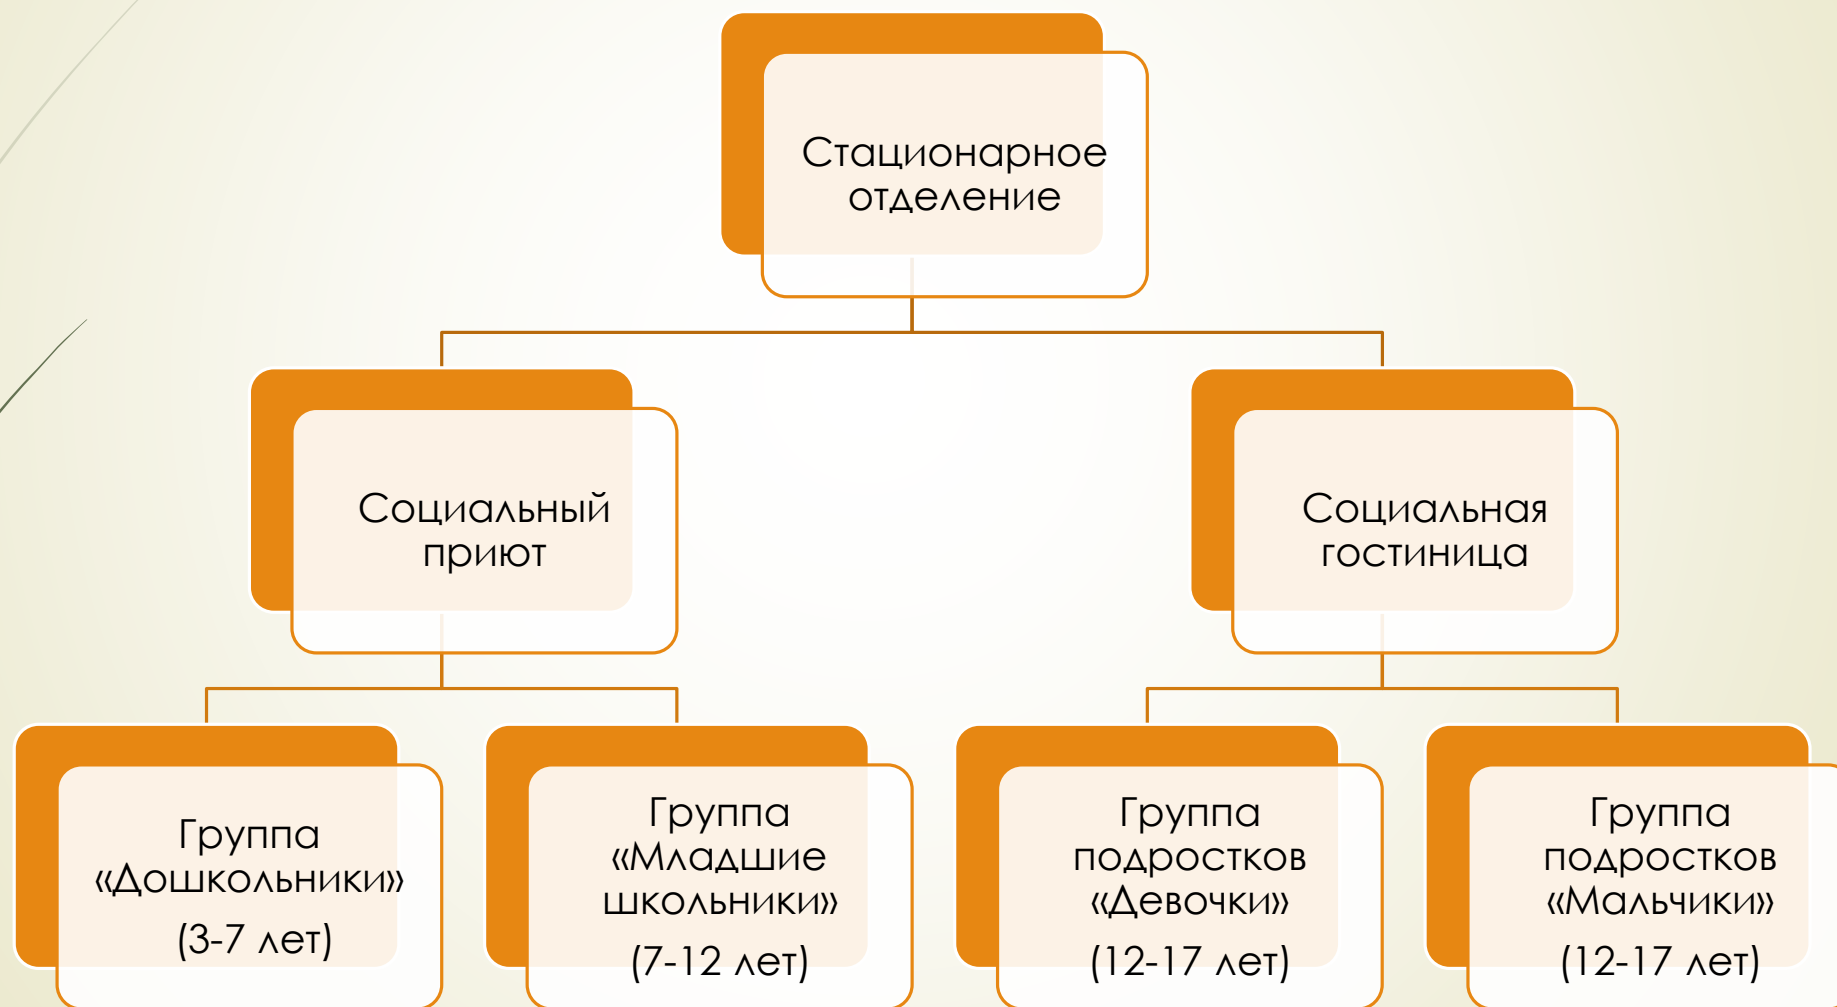 Стационарное
отделение
Социальный
приют
Социальная
гостиница
Группа
«Дошкольники»
(3-7 лет)
Группа
«Младшие
школьники»
(7-12 лет)
Группа
подростков
«Девочки»
(12-17 лет)
Группа
подростков
«Мальчики»
(12-17 лет)